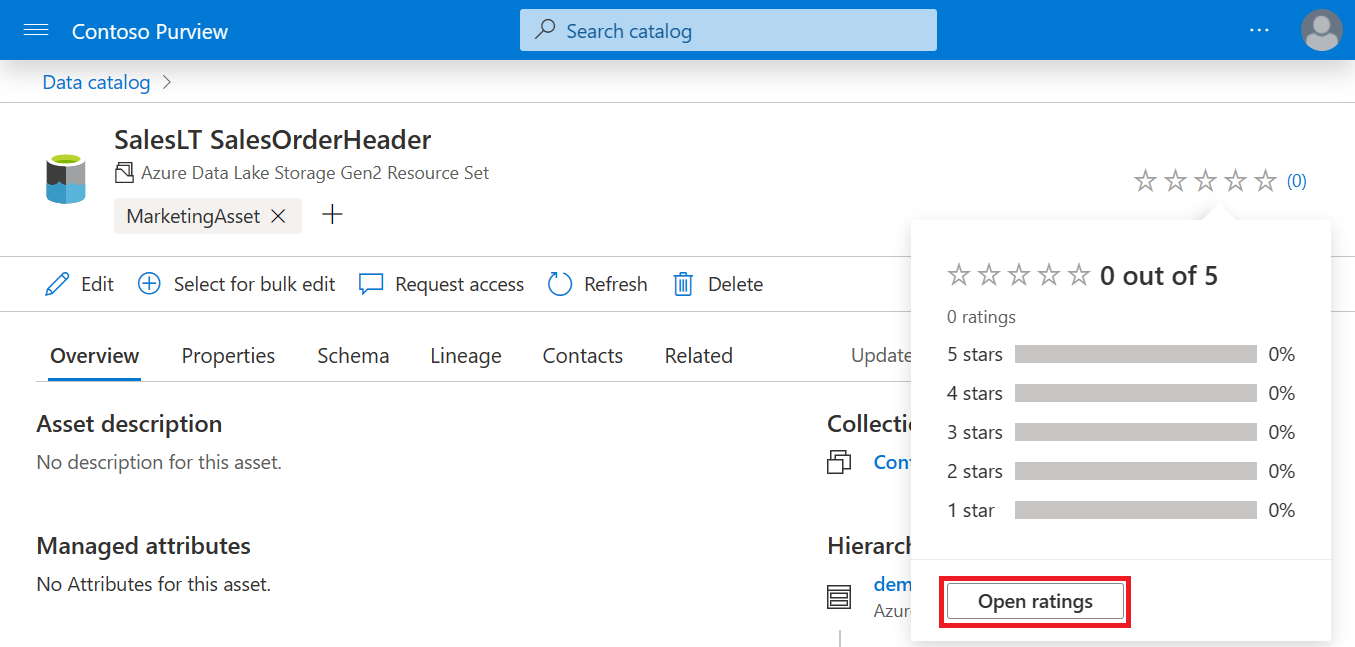 Contoso Purview
Search catalog
...
Data catalog >
SalesLT SalesOrderHeader
Azure Data Lake Storage Gen2 Resource Set
(0)
MarketingAsset
Edit
Select for bulk edit
Request access
Refresh
Delete
Overview
Properties
Schema
Lineage
Contacts
Related
Update
Asset description
No description for this asset.
Managed attributes
No Attributes for this asset.
Collectio
Cont
Hierarch
dem
Azur
0 out of 5
0 ratings
5 stars 0%
4 stars 0%
3 stars 0%
2 stars 0%
1 star 0%
Open ratings